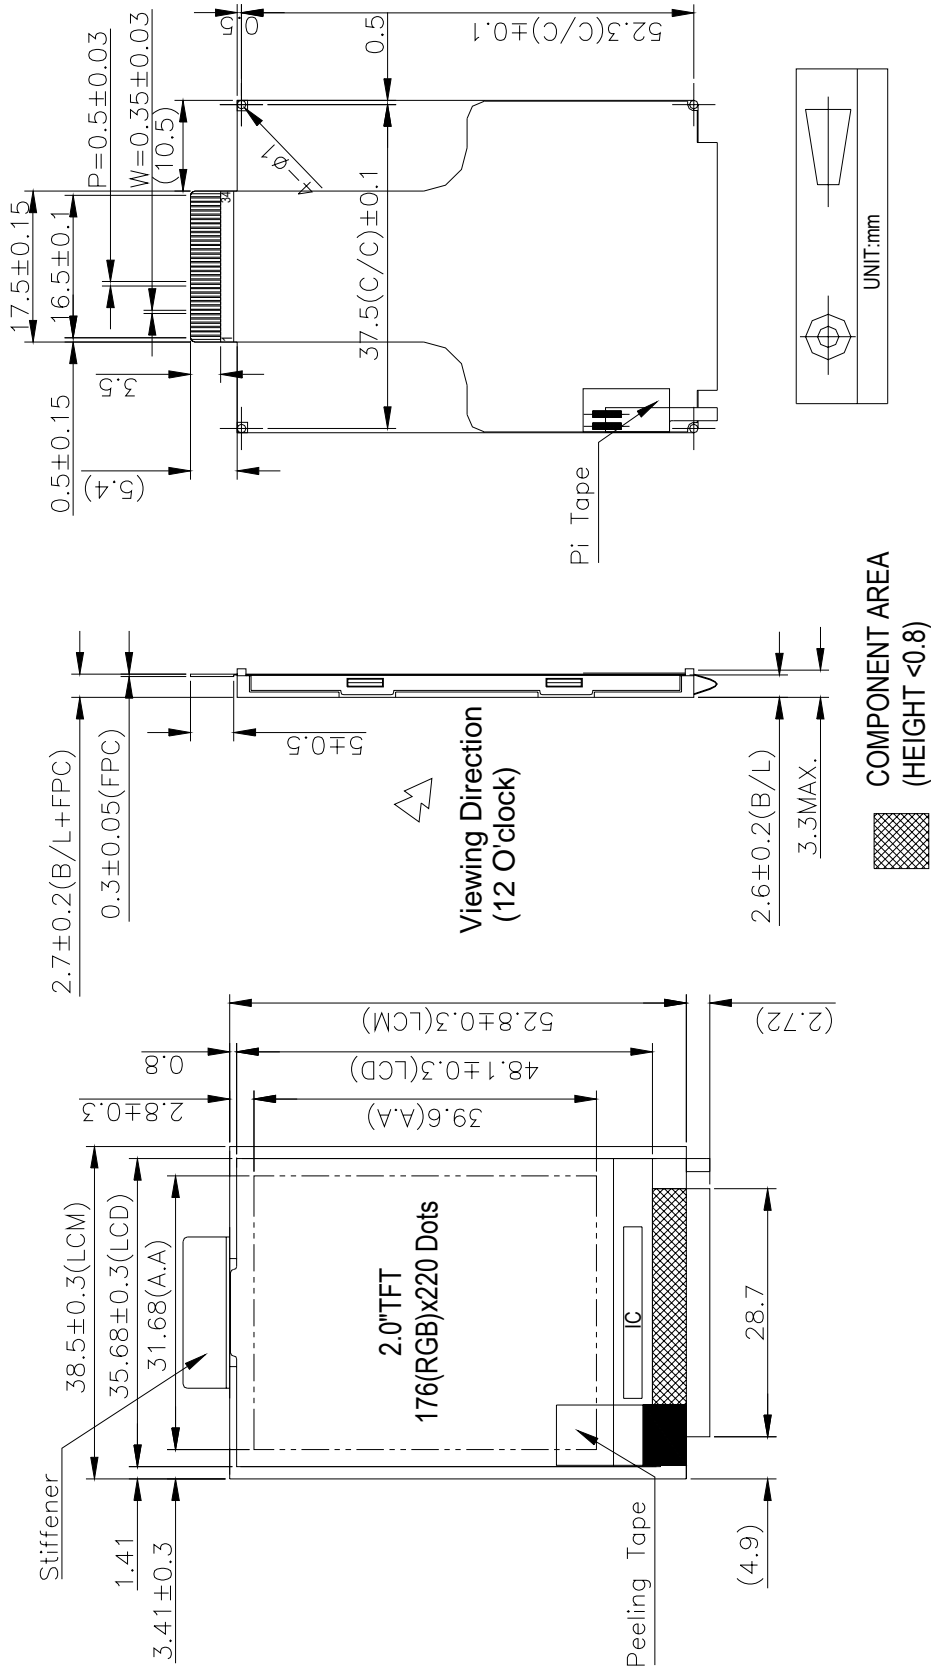 Stiffener
38.5±0.3(LCM)
35.68±0.3(LCD)
31.68(A.A)
1.41
3.41±0.3
2.8±0.3
0.8
52.8±0.3(LCM)
48.1±0.3(LCD)
39.6(A.A)
(2.72)
2.0"TFT
176(RGB)x220 Dots
IC
28.7
(4.9)
Peeling Tape
2.7±0.2(B/L+FPC)
0.3±0.05(FPC)
5±0.5
Viewing Direction
(12 O'clock)
2.6±0.2(B/L)
3.3MAX.
COMPONENT AREA
(HEIGHT <0.8)
17.5±0.15
16.5±0.1
P=0.5±0.03
W=0.35±0.03
(10.5)
0.5±0.15
3.5
(5.4)
1
34
4-Ø1
37.5(C/C)±0.1
0.5
0.5
52.3(C/C)±0.1
Pi Tape
UNIT:mm